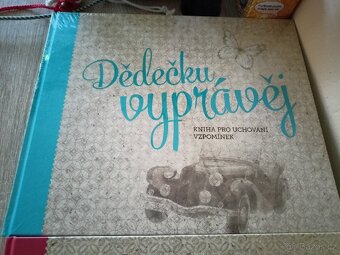 Dědečku
vyprávěj
KNIHA PRO UCHOVÁNÍ
VZPOMÍNEK